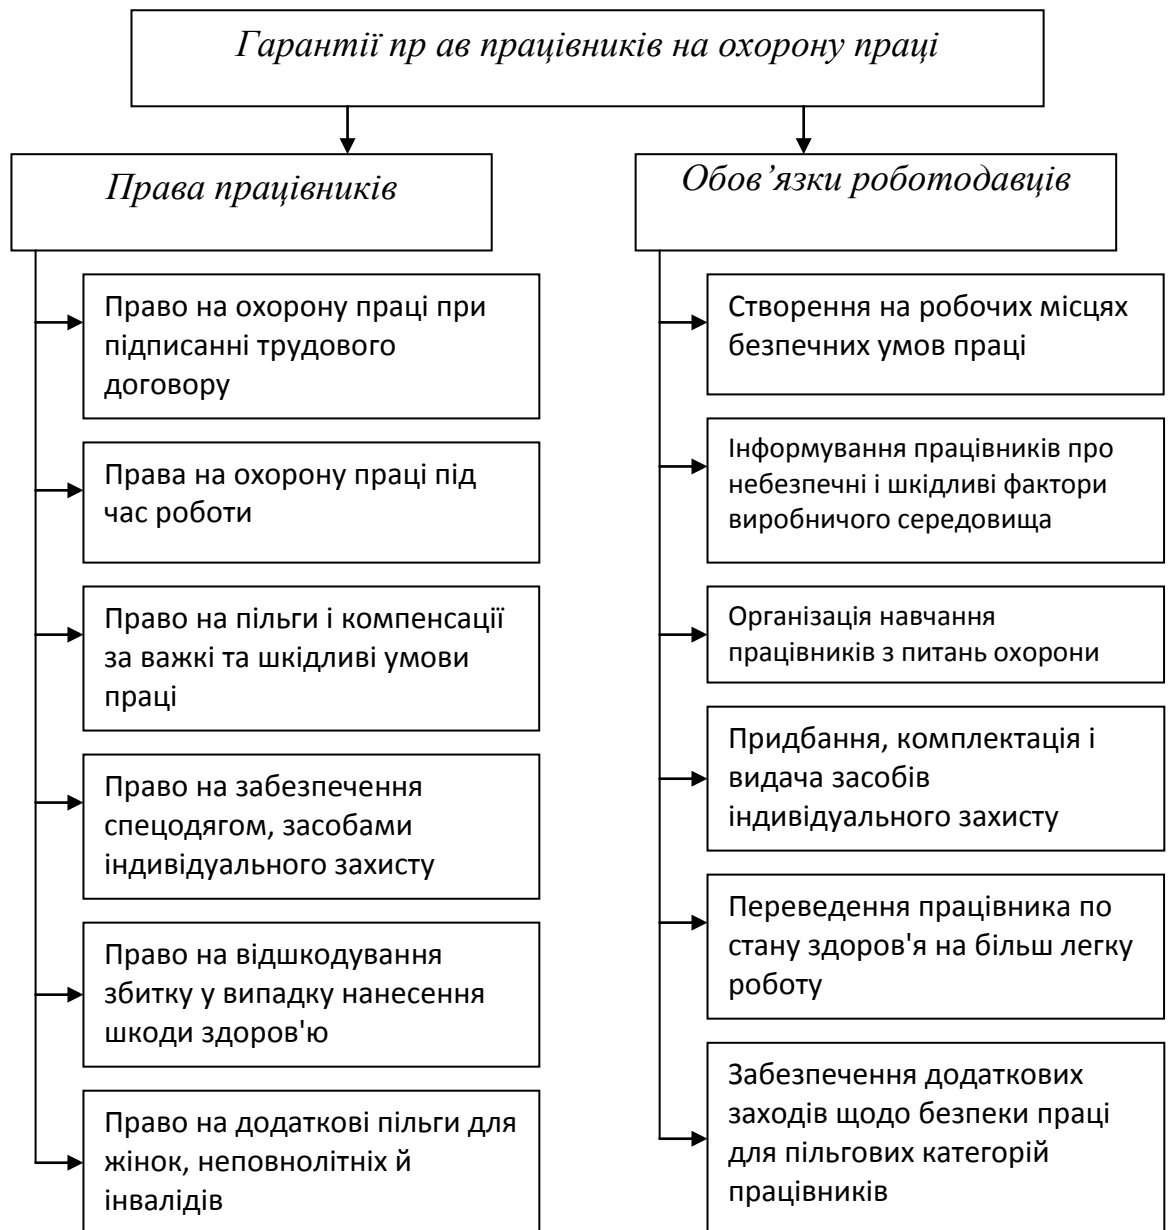 Гарантії пр ав працівників на охорону праці
Права працівників
Право на охорону праці при
підписанні трудового
договору
Права на охорону праці під
час роботи
Право на пільги і компенсації
за важкі та шкідливі умови
праці
Право на забезпечення
спецодягом, засобами
індивідуального захисту
Право на відшкодування
збитку у випадку нанесення
шкоди здоров'ю
Право на додаткові пільги для
жінок, неповнолітніх й
інвалідів
Обов’язки роботодавців
Створення на робочих місцях
безпечних умов праці
Інформування працівників про
небезпечні і шкідливі фактори
виробничого середовища
Організація навчання
працівників з питань охорони
Придбання, комплектація і
видача засобів
індивідуального захисту
Переведення працівника по
стану здоров'я на більш легку
роботу
Забезпечення додаткових
заходів щодо безпеки праці
для пільгових категорій
працівників